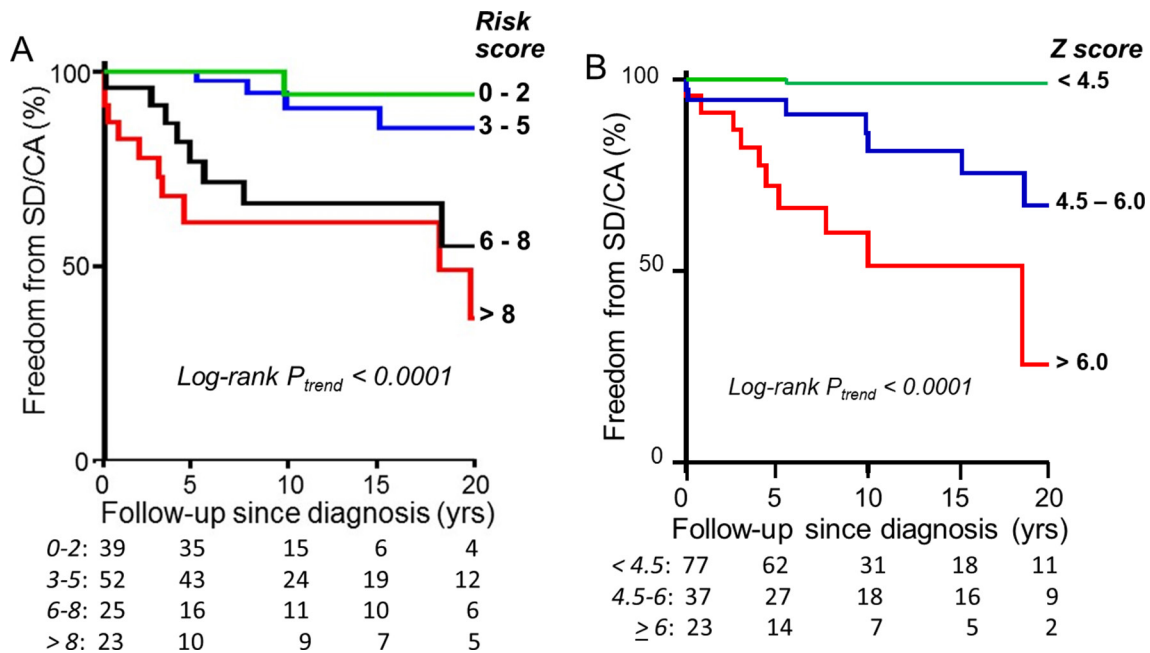 A
Risk
score
100
0 - 2
3 - 5
6 - 8
> 8
50
0
Freedom from SD/CA (%)
Log-rank Ptrend < 0.0001
0 5 10 15 20
Follow-up since diagnosis (yrs)
0-2: 39 35 15 6 4
3-5: 52 43 24 19 12
6-8: 25 16 11 10 6
> 8: 23 10 9 7 5
B
Z score
100
< 4.5
4.5 – 6.0
> 6.0
50
0
Freedom from SD/CA (%)
Log-rank Ptrend < 0.0001
0 5 10 15 20
Follow-up since diagnosis (yrs)
< 4.5: 77 62 31 18 11
4.5-6: 37 27 18 16 9
≥ 6: 23 14 7 5 2